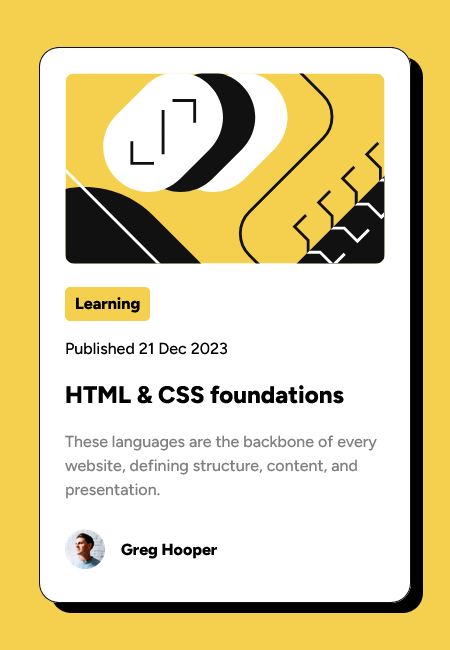 Learning
Published 21 Dec 2023
HTML & CSS foundations
These languages are the backbone of every
website, defining structure, content, and
presentation.
Greg Hooper